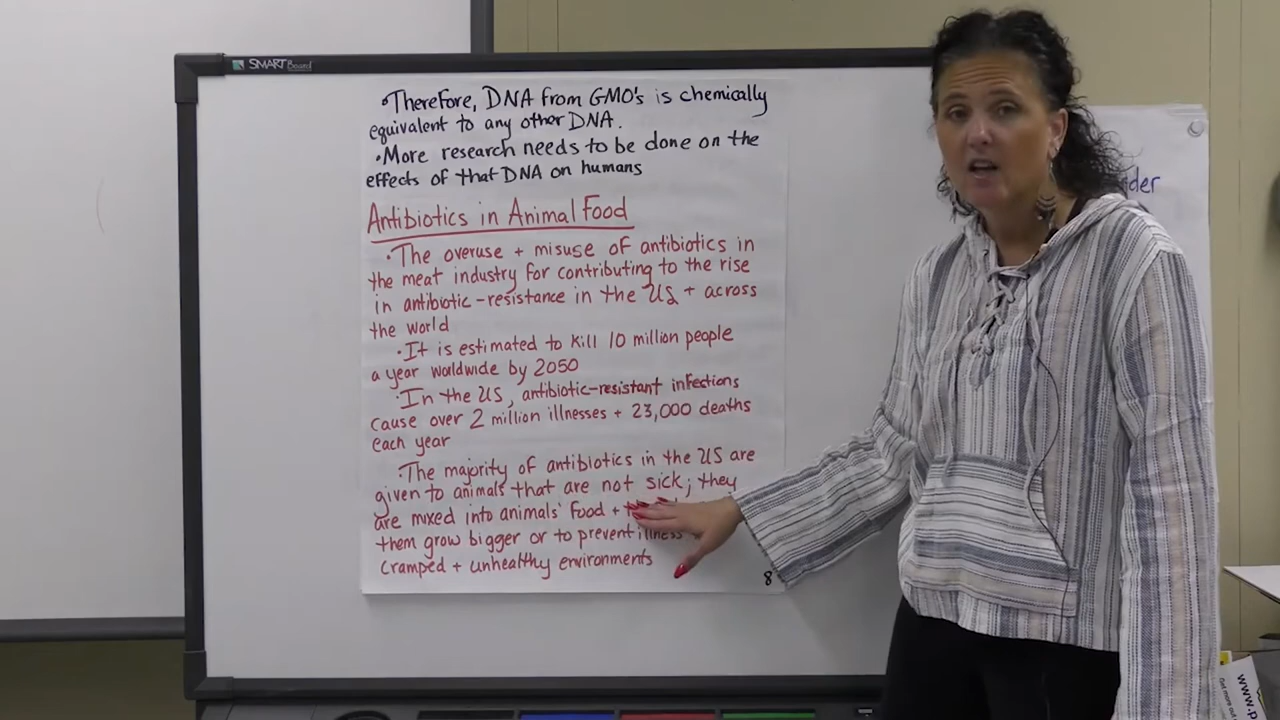 SMART Board
•Therefore, DNA from GMO's is chemically
equivalent to any other DNA.
•More research needs to be done on the
effects of that DNA on humans
Antibiotics in Animal Food
•The overuse + misuse of antibiotics in
the meat industry for contributing to the rise
in antibiotic-resistance in the US + across
the world
•It is estimated to kill 10 million people
a year worldwide by 2050
•In the US, antibiotic-resistant infections
cause over 2 million illnesses + 23,000 deaths
each year
•The majority of antibiotics in the US are
given to animals that are not sick; they
are mixed into animals' food +
them grow bigger or to prevent illness
cramped + unhealthy environments
8